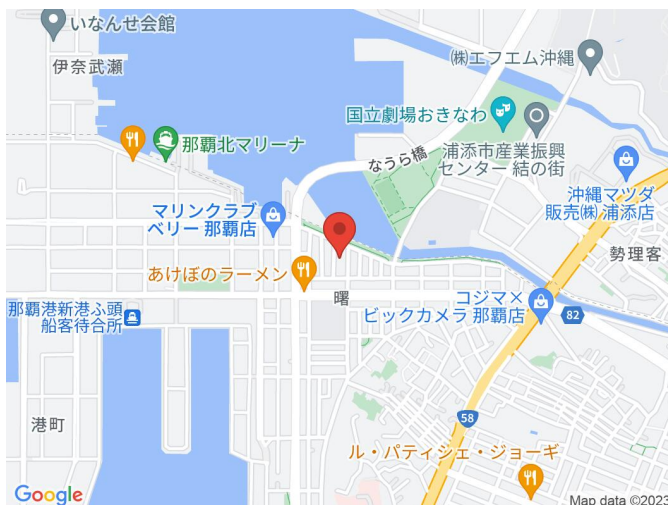 いなんせ会館
伊奈武瀬
㈱エフエム沖縄
国立劇場おきなわ
那覇北マリーナ
なうら橋
浦添市産業振興
センター 結の街
沖縄マツダ
販売㈱ 浦添店
マリンクラブ
ベリー 那覇店
勢理客
あけぼのラーメン
曙
コジマ×
ビックカメラ 那覇店
那覇港新港ふ頭
船客待合所
82
港町
58
ル・パティシェ・ジョーギ
Google
Map data ©2023